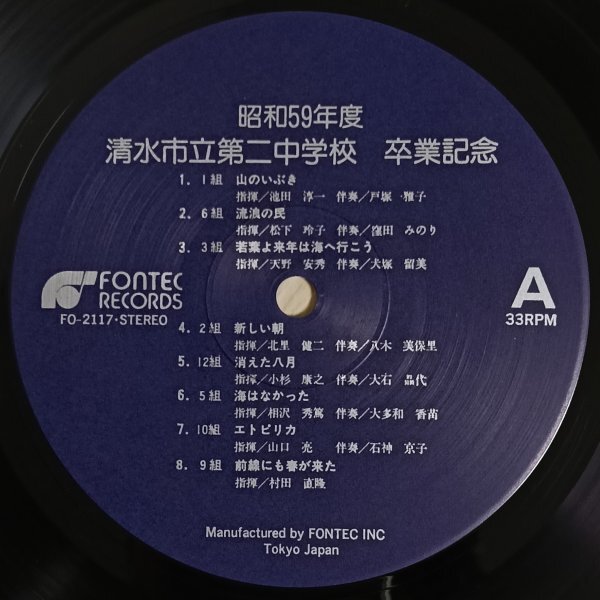 昭和59年度
清水市立第二中学校 卒業記念
1. 1組 山のいぶき
指揮/池田 淳一 伴奏/戸塚 雅子
2. 6組 流浪の民
指揮/松下 玲子 伴奏/窪田 みのり
3. 3組 若葉よ来年は海へ行こう
指揮/天野 安秀 伴奏/犬塚 留美
FONTEC
RECORDS
FO-2117・STEREO
A
33RPM
4. 2組 新しい朝
指揮/北里 健二 伴奏/八木 美保里
5. 12組 消えた八月
指揮/小杉 康之 伴奏/大石 晶代
6. 5組 海はなかった
指揮/相沢 秀篤 伴奏/大多和 香苗
7. 10組 エトピリカ
指揮/山口 亮 伴奏/石神 京子
8. 9組 前線にも春が来た
指揮/村田 直隆
Manufactured by FONTEC INC
Tokyo Japan